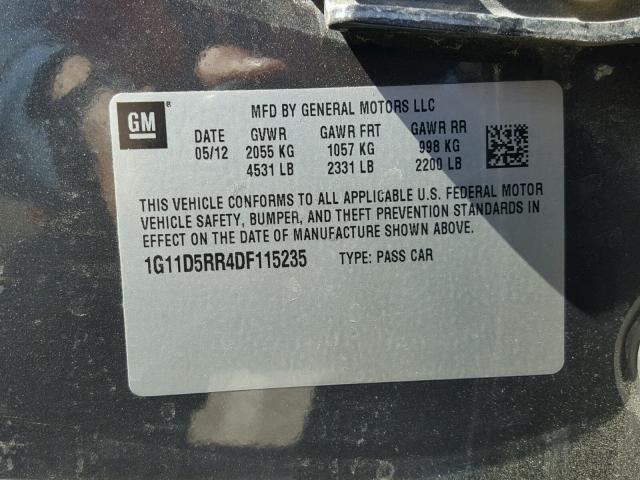 GM ®
MFD BY GENERAL MOTORS LLC
DATE GVWR GAWR FRT GAWR RR
05/12 2055 KG 1057 KG 998 KG
4531 LB 2331 LB 2200 LB
THIS VEHICLE CONFORMS TO ALL APPLICABLE U.S. FEDERAL MOTOR
VEHICLE SAFETY, BUMPER, AND THEFT PREVENTION STANDARDS IN
EFFECT ON THE DATE OF MANUFACTURE SHOWN ABOVE.
1G11D5RR4DF115235 TYPE: PASS CAR